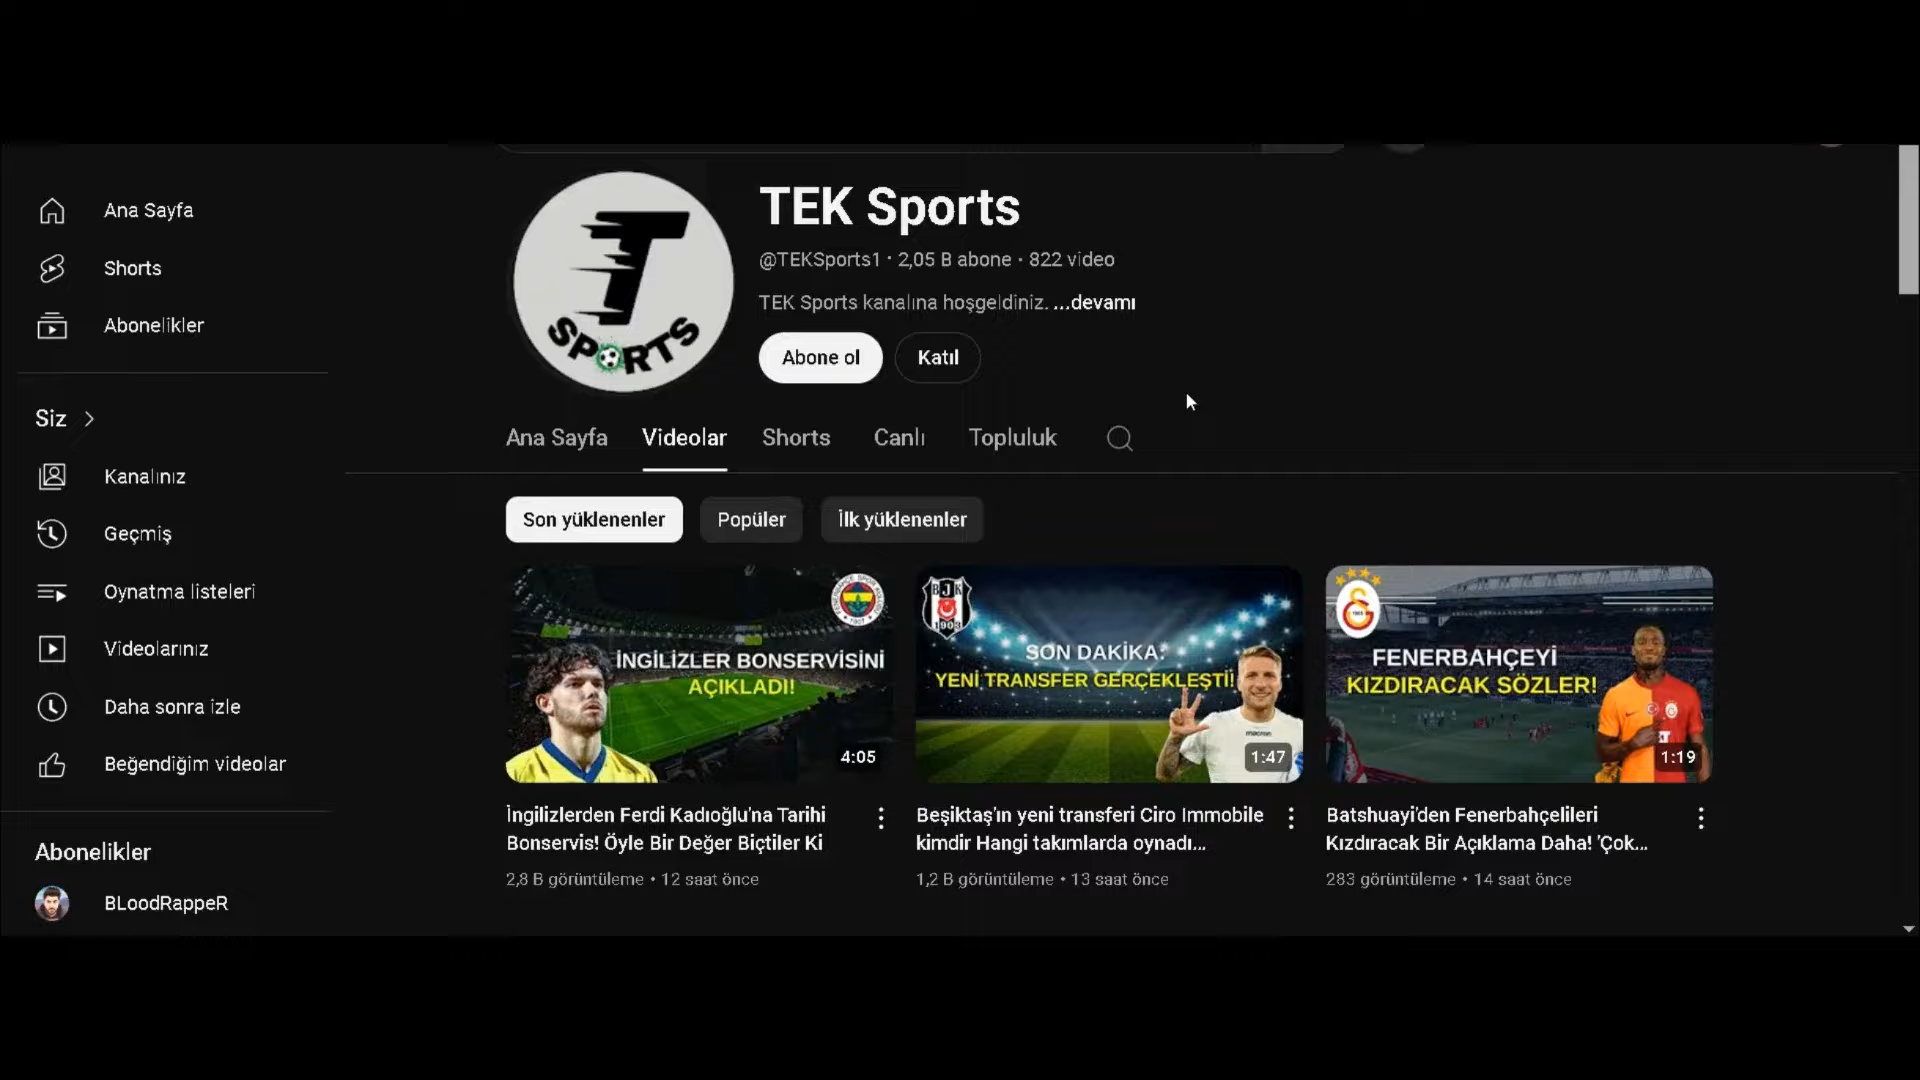 Ana Sayfa
Shorts
Abonelikler
Siz
Kanalınız
Geçmiş
Oynatma listeleri
Videolarınız
Daha sonra izle
Beğendiğim videolar
Abonelikler
BLoodRappeR
T
SPORTS
TEK Sports
@TEKSports1 • 2,05 B abone • 822 video
TEK Sports kanalına hoşgeldiniz. ...devamı
Abone ol
Katıl
Ana Sayfa
Videolar
Shorts
Canlı
Topluluk
Son yüklenenler
Popüler
İlk yüklenenler
İNGİLİZLER BONSERVİSİNİ
AÇIKLADI!
4:05
İngilizlerden Ferdi Kadıoğlu'na Tarihi
Bonservis! Öyle Bir Değer Biçtiler Ki
2,8 B görüntüleme • 12 saat önce
BJK
1903
SON DAKİKA:
YENİ TRANSFER GERÇEKLEŞTİ!
macron
1:47
Beşiktaş'ın yeni transferi Ciro Immobile
kimdir Hangi takımlarda oynadı...
1,2 B görüntüleme • 13 saat önce
FENERBAHÇEYİ
KIZDIRACAK SÖZLER!
1:19
Batshuayi'den Fenerbahçelileri
Kızdıracak Bir Açıklama Daha! 'Çok...
283 görüntüleme • 14 saat önce